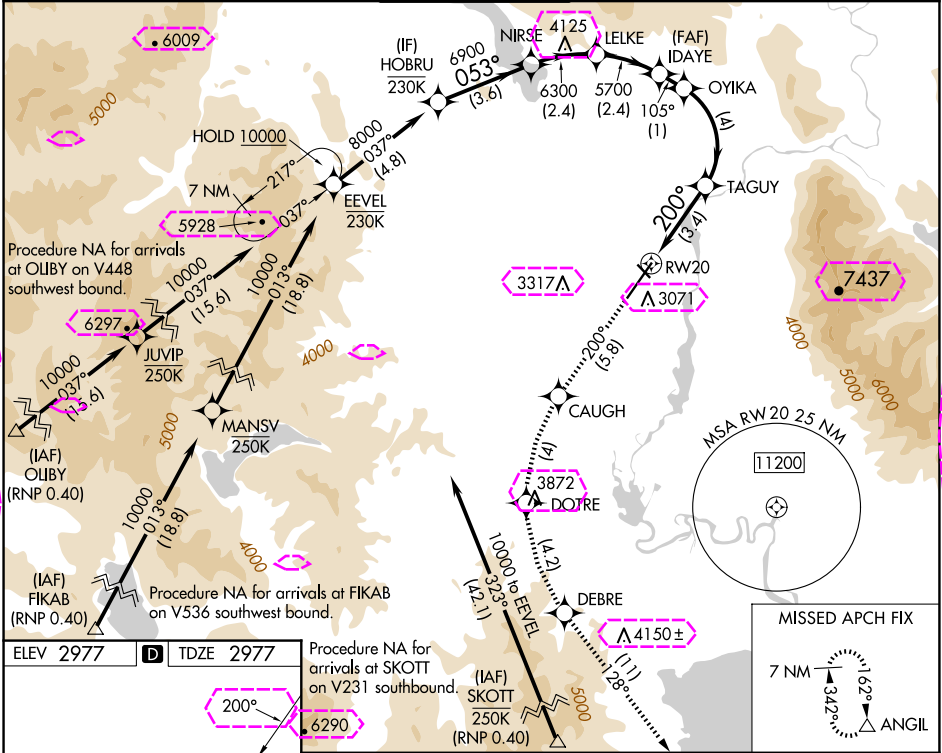 6009
5000
(IF)
HOBRU
230K
6900
053°
(3.6)
NIRSE
4125
6300
(2.4)
LELKE
5700
(2.4)
(FAF)
IDAYE
105°
(1)
OYIKA
(4)
TAGUY
200°
(3.4)
RW20
HOLD 10000
217°
7 NM
037°
8000
037°
(4.8)
EEVEL
230K
5928
Procedure NA for arrivals
at OLIBY on V448
southwest bound.
10000
037°
(15.6)
10000
013°
(18.8)
6297
JUVIP
250K
10000
037°
(15.6)
(IAF)
OLIBY
(RNP 0.40)
5000
MANSV
250K
4000
3317
3071
7437
4000
5000
6000
200°
(5.8)
CAUGH
(4)
3872
DOTRE
(4.2)
DEBRE
4150±
(11)
128°
MSA RW20 25 NM
11200
10000
013°
(18.8)
4000
(IAF)
FIKAB
(RNP 0.40)
Procedure NA for arrivals at FIKAB
on V536 southwest bound.
10000 to EEVEL
323°
(42.1)
(IAF)
SKOTT
250K
(RNP 0.40)
5000
Procedure NA for
arrivals at SKOTT
on V231 southbound.
ELEV 2977
D
TDZE 2977
200°
6290
MISSED APCH FIX
7 NM
342°
162°
ANGIL